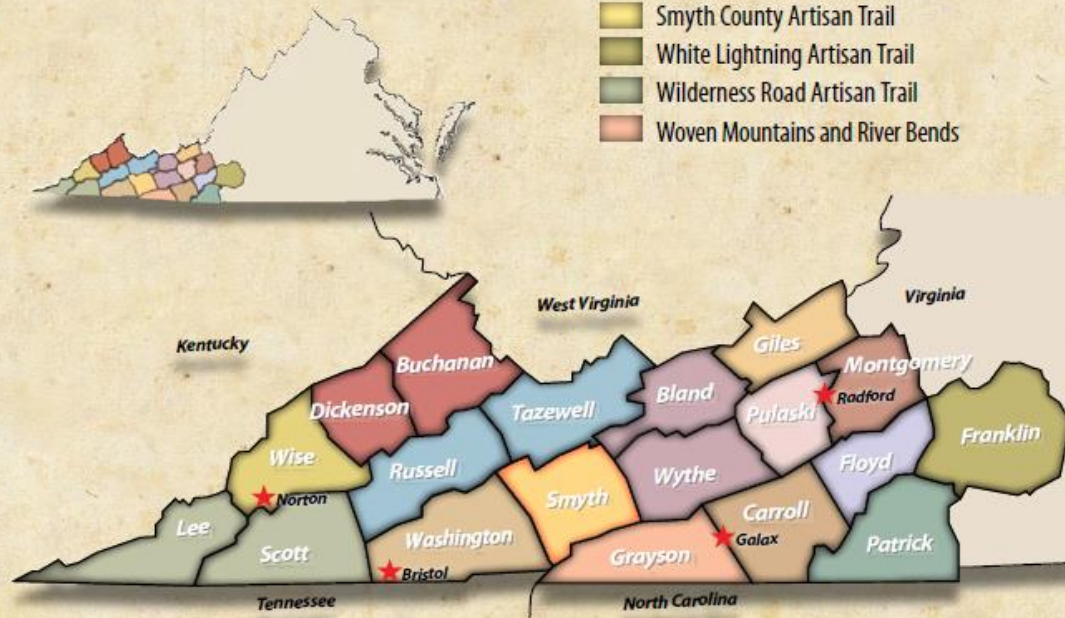 Smyth County Artisan Trail
White Lightning Artisan Trail
Wilderness Road Artisan Trail
Woven Mountains and River Bends
West Virginia
Virginia
Kentucky
Giles
Buchanan
Montgomery
Bland
Dickenson
Tazewell
Pulaski
Radford
Franklin
Wise
Russell
Wythe
Floyd
Norton
Smyth
Lee
Carroll
Scott
Washington
Galax
Patrick
Grayson
Bristol
Tennessee
North Carolina